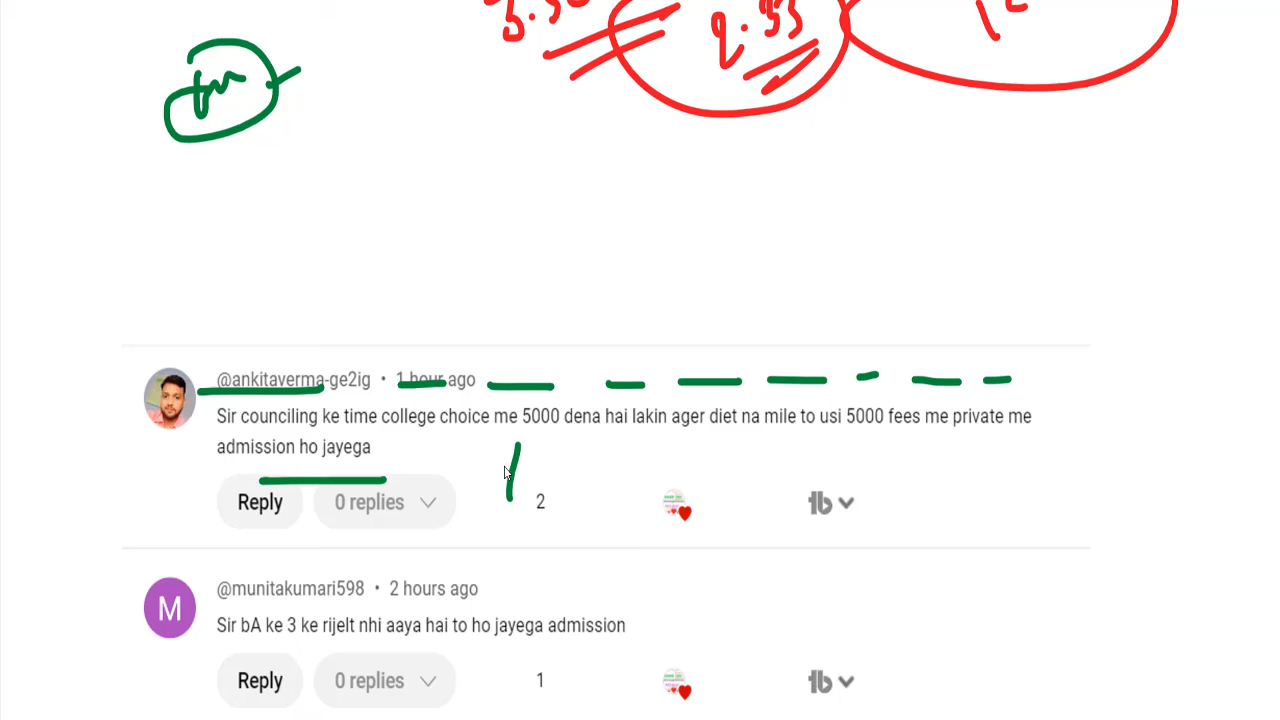 2.33
@ankitaverma-ge2ig • 1 hour ago
Sir counciling ke time college choice me 5000 dena hai lakin ager diet na mile to usi 5000 fees me private me
admission ho jayega
Reply 0 replies 2
@munitakumari598 • 2 hours ago
M
Sir bA ke 3 ke rijelt nhi aaya hai to ho jayega admission
Reply 0 replies 1